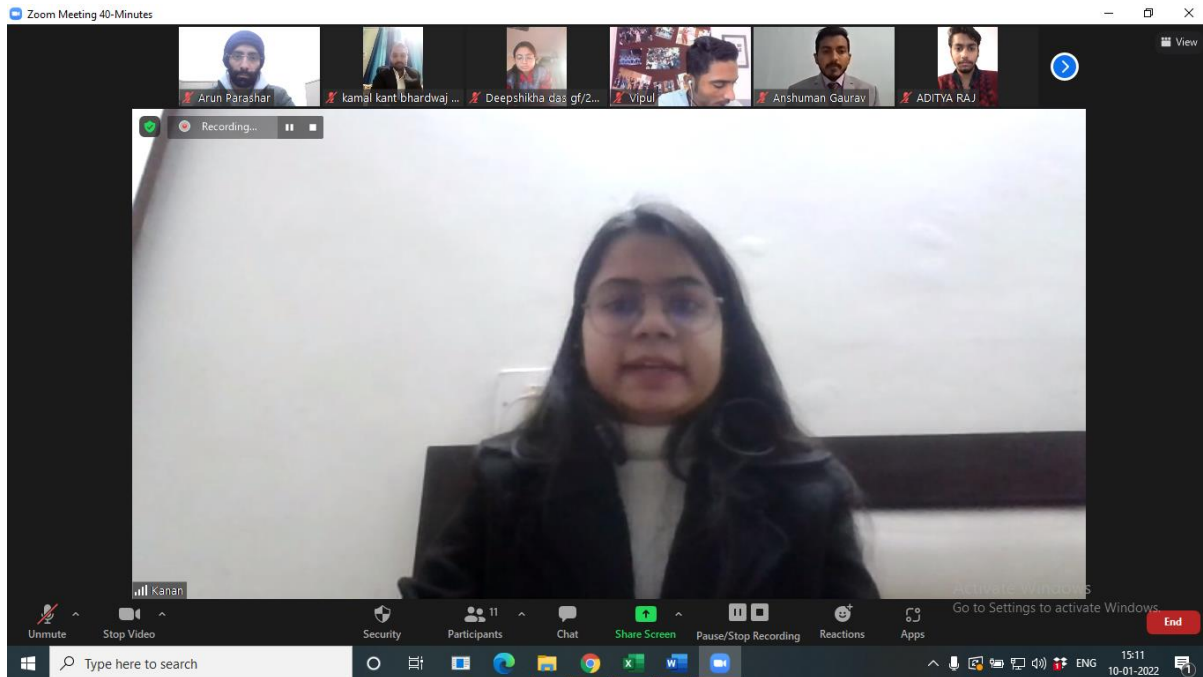 Zoom Meeting 40-Minutes
View
Arun Parashar
kamal kant bhardwaj ...
Deepshikha das gf/2...
Vipul
Anshuman Gaurav
ADITYA RAJ
Recording...
Kanan
Activate Windows
Go to Settings to activate Windows.
Unmute
Stop Video
Security
Participants
11
Chat
Share Screen
Pause/Stop Recording
Reactions
Apps
End
Type here to search
ENG
15:11
10-01-2022
1